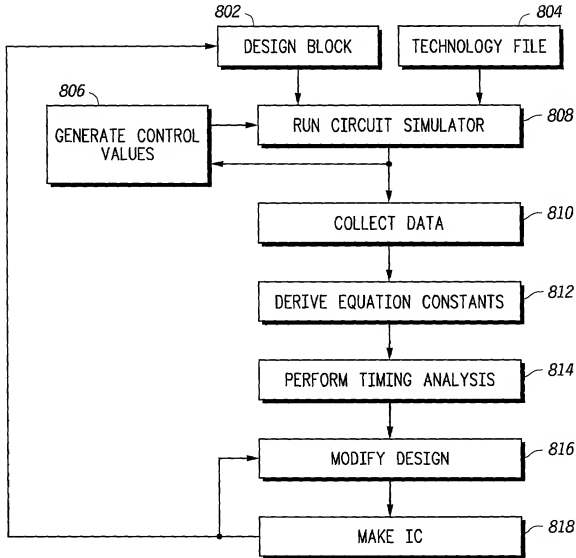 802
DESIGN BLOCK
804
TECHNOLOGY FILE
806
GENERATE CONTROL
VALUES
RUN CIRCUIT SIMULATOR
808
COLLECT DATA
810
DERIVE EQUATION CONSTANTS
812
PERFORM TIMING ANALYSIS
814
MODIFY DESIGN
816
MAKE IC
818